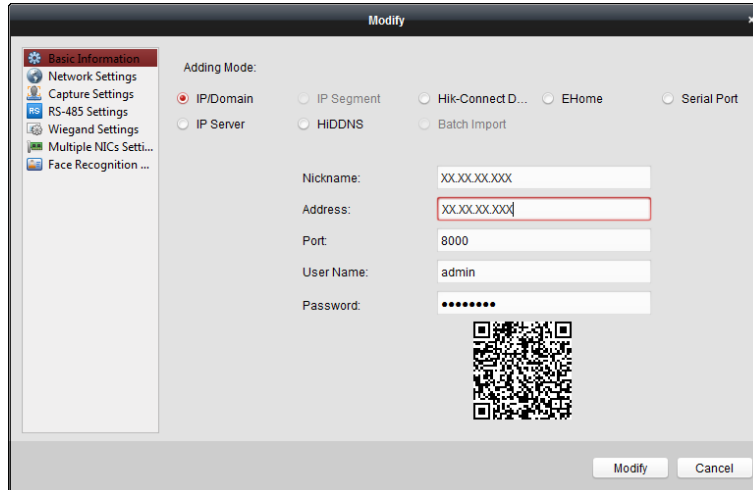 Modify
Basic Information
Network Settings
Capture Settings
RS RS-485 Settings
Wiegand Settings
Multiple NICs Setti...
Face Recognition ...
Adding Mode:
IP/Domain IP Segment Hik-Connect D... EHome Serial Port
IP Server HiDDNS Batch Import
Nickname: XX.XX.XX.XXX
Address: XX.XX.XX.XXX
Port: 8000
User Name: admin
Password: ••••••••
Modify Cancel